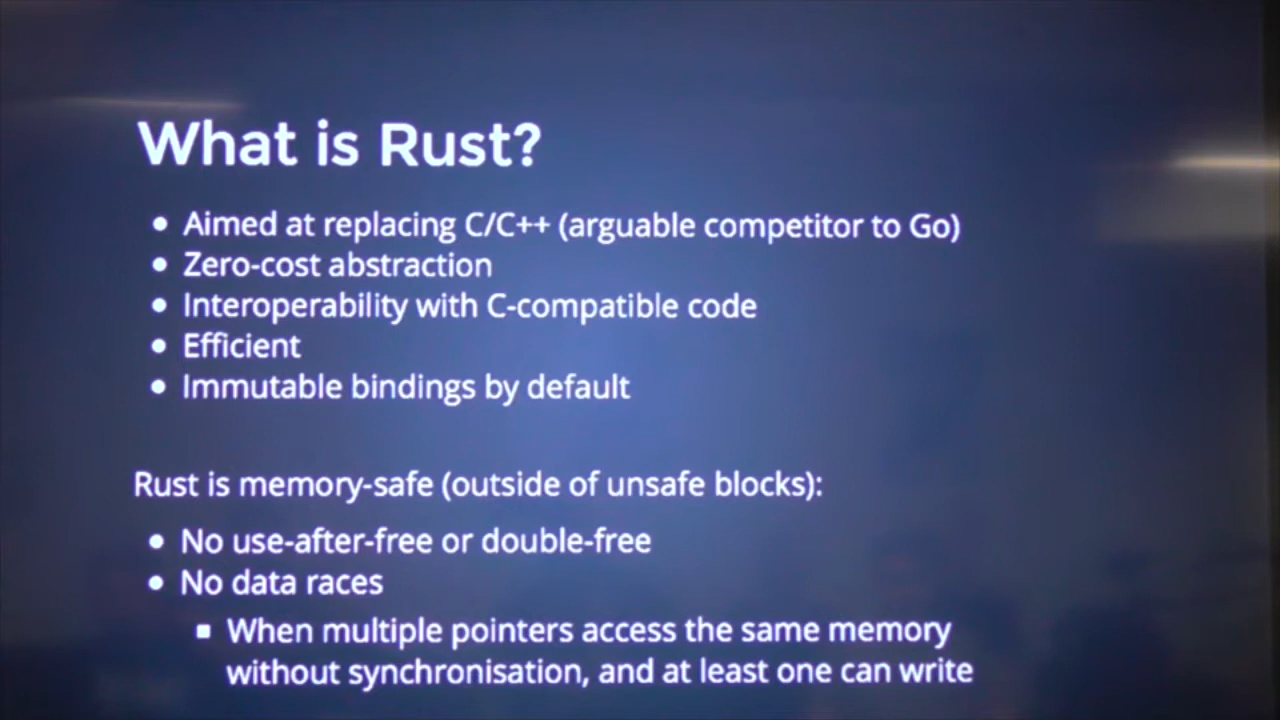 What is Rust?
Aimed at replacing C/C++ (arguable competitor to Go)
Zero-cost abstraction
Interoperability with C-compatible code
Efficient
Immutable bindings by default
Rust is memory-safe (outside of unsafe blocks):
No use-after-free or double-free
No data races
When multiple pointers access the same memory
without synchronisation, and at least one can write